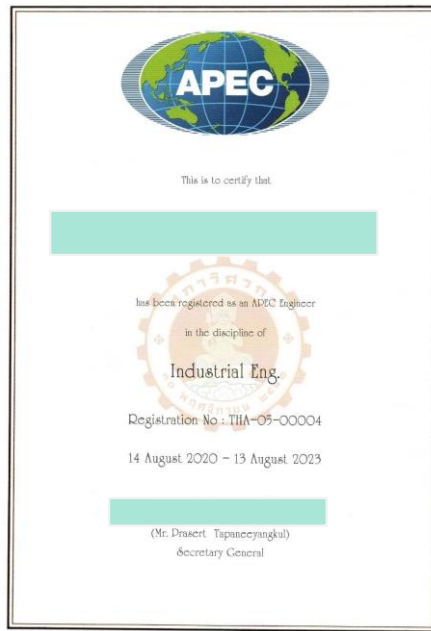 APEC
This is to certify that
has been registered as an APEC Engineer
in the discipline of
Industrial Eng.
Registration No : THA-05-00004
14 August 2020 - 13 August 2023
(Mr. Prasert Tapaneeyangkul)
Secretary General